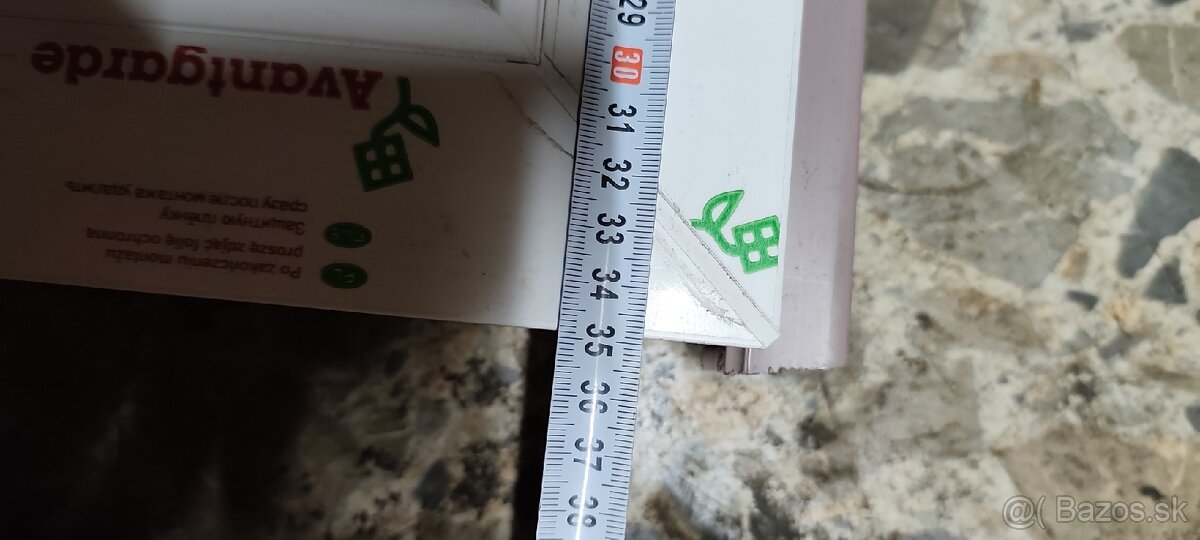 29
30
31
32
33
34
35
36
37
38
Avantgarde
Po zakończeniu montażu
proszę zdjąć folię ochronną
Защитную плёнку
сразу после монтажа удалить
@( Bazos.sk